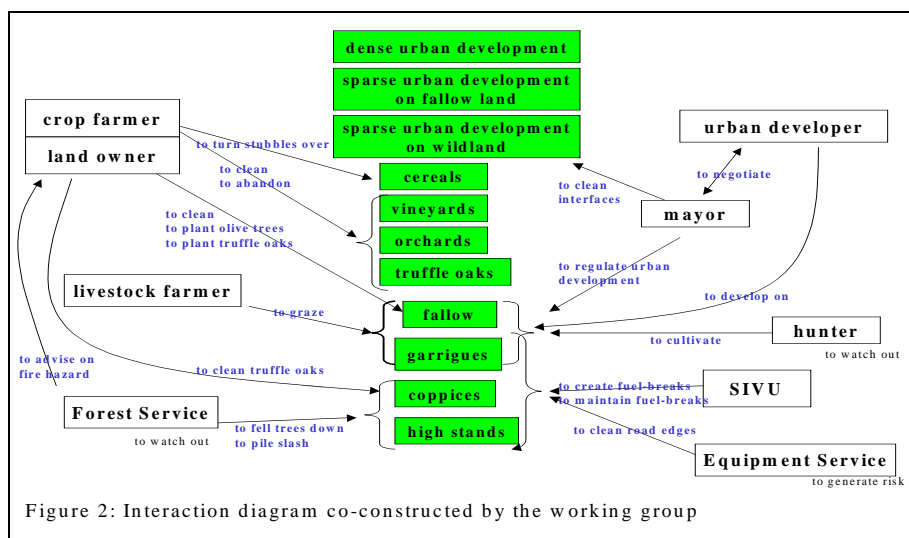 dense urban development
sparse urban development
on fallow land
sparse urban development
on wildland
crop farmer
land owner
urban developer
to turn stubbles over
to clean
to abandon
cereals
to clean
interfaces
to negotiate
mayor
vineyards
to clean
to plant olive trees
to plant truffle oaks
orchards
truffle oaks
to regulate urban
development
livestock farmer
to graze
fallow
to develop on
hunter
to watch out
to cultivate
garrigues
to advise on
fire hazard
to clean truffle oaks
coppices
to create fuel-breaks
to maintain fuel-breaks
SIVU
Forest Service
to watch out
to fell trees down
to pile slash
high stands
to clean road edges
Equipment Service
to generate risk
Figure 2: Interaction diagram co-constructed by the working group